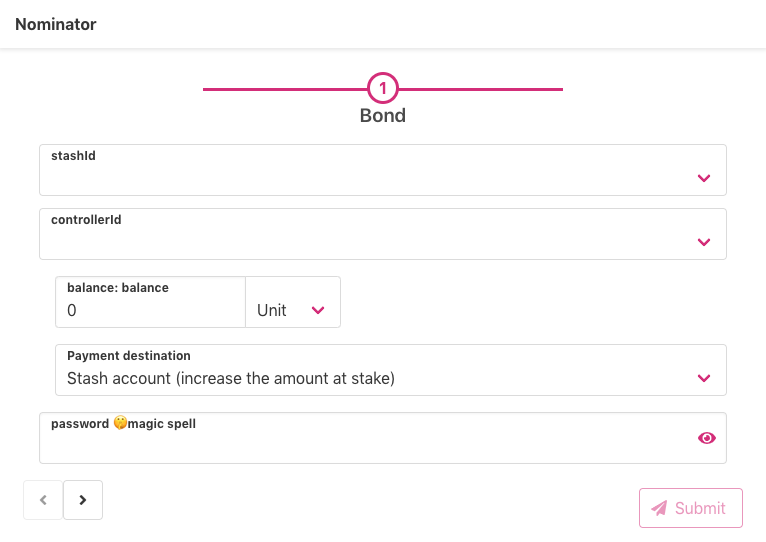 Nominator
1
Bond
stashId
controllerId
balance: balance
0
Unit
Payment destination
Stash account (increase the amount at stake)
password 🤫magic spell
Submit